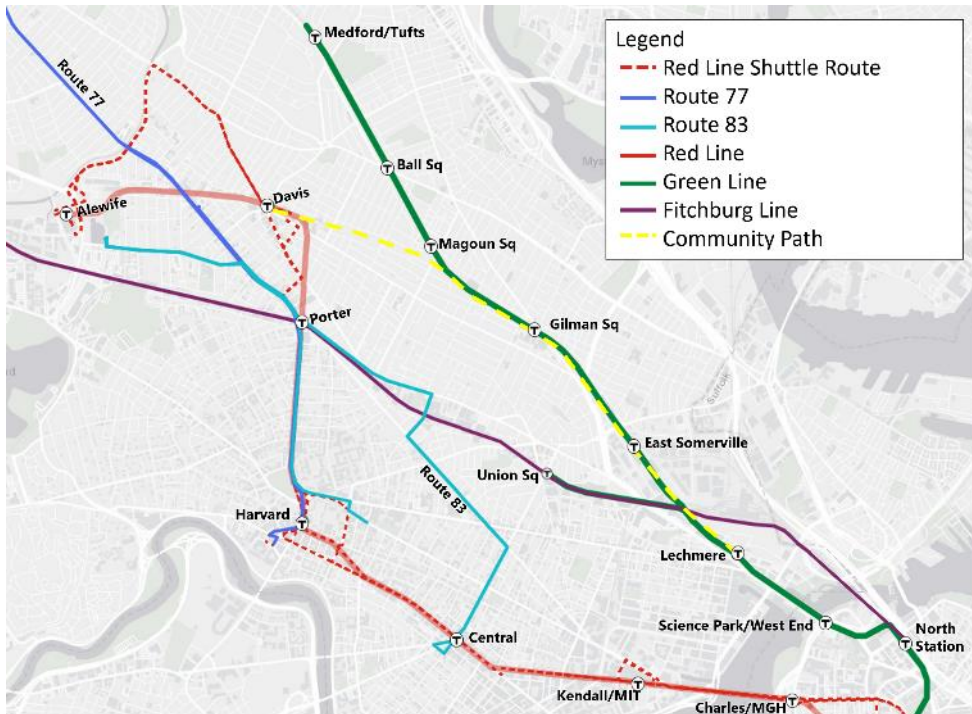 Medford/Tufts
Legend
Red Line Shuttle Route
Route 77
Route 83
Red Line
Green Line
Fitchburg Line
Community Path
Route 77
Ball Sq
Davis
Alewife
Magoun Sq
Porter
Gilman Sq
Suffolk
East Somerville
Union Sq
Route 83
Harvard
Lechmere
Science Park/West End
North
Station
Central
Kendall/MIT
Charles/MGH